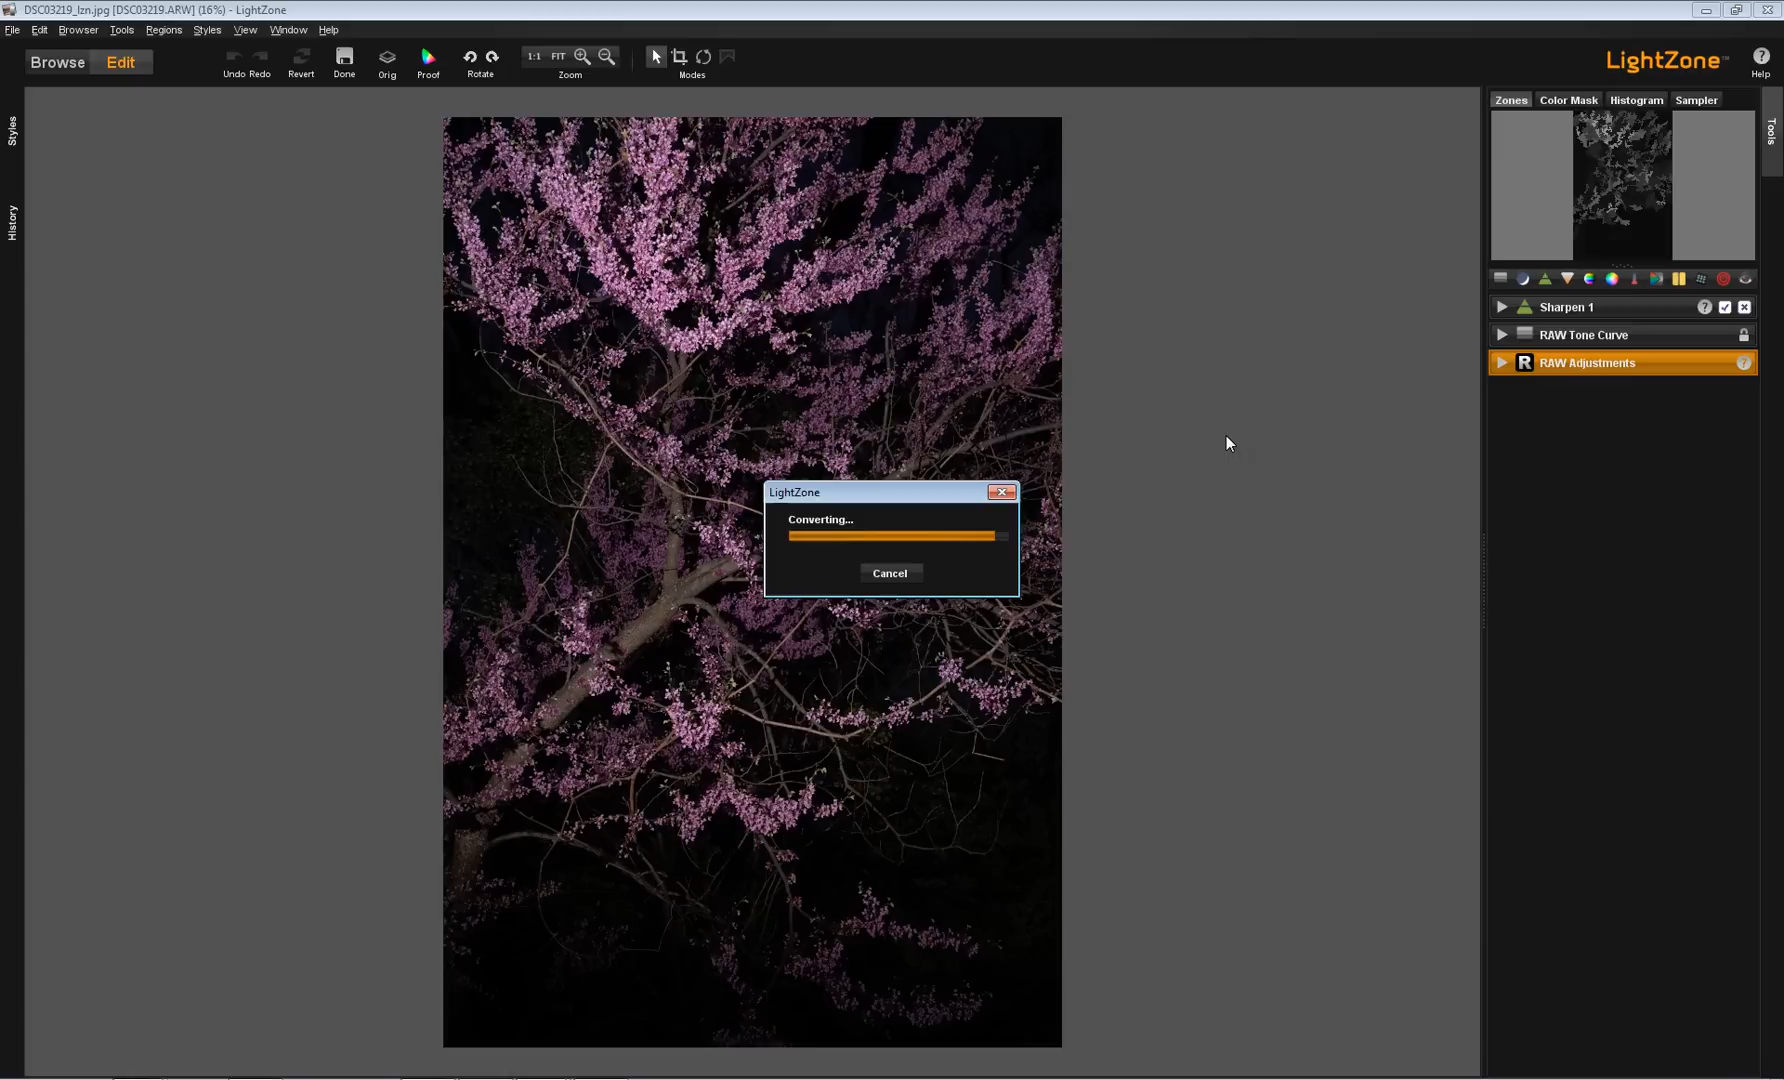 DSC03219_lzn.jpg [DSC03219.ARW] (16%) - LightZone
File Edit Browser Tools Regions Styles View Window Help
Browse Edit
Undo Redo Revert Done Orig Proof Rotate
1:1 FIT
Zoom
Modes
LightZone™
Help
Styles
History
Zones Color Mask Histogram Sampler
Tools
Sharpen 1
RAW Tone Curve
R RAW Adjustments
LightZone
Converting...
Cancel